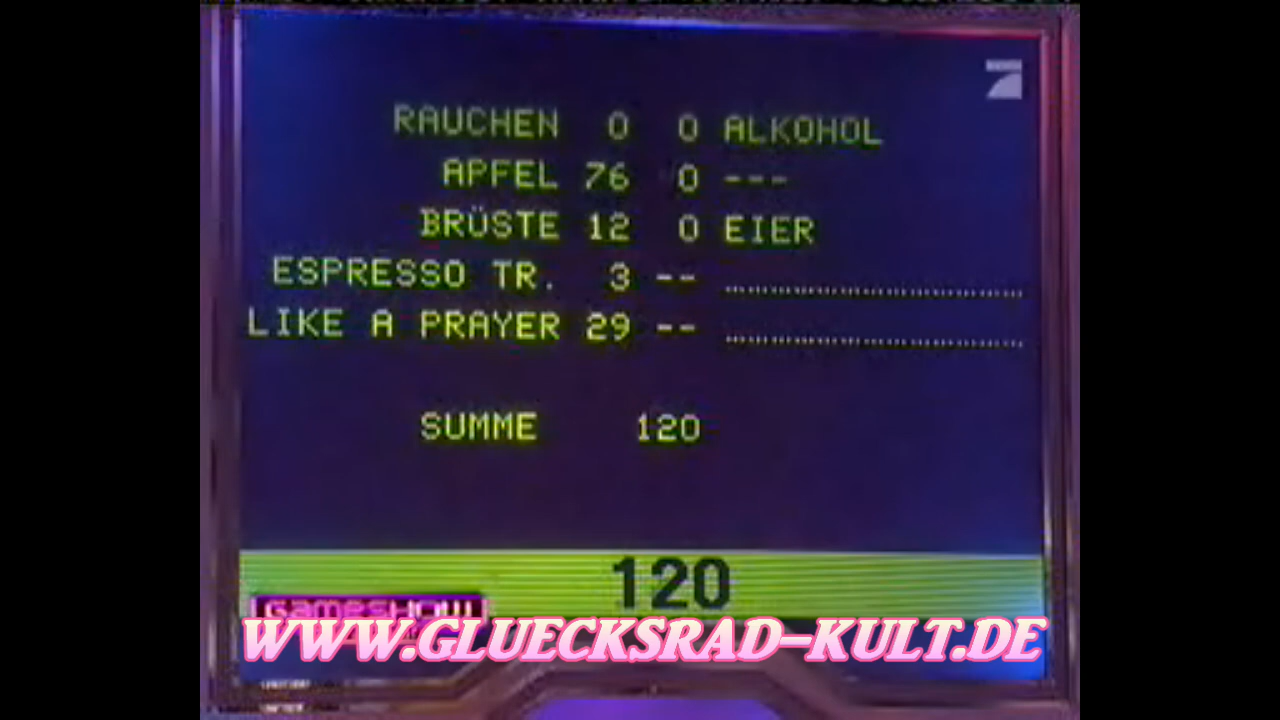 RAUCHEN 0 0 ALKOHOL
APFEL 76 0 ---
BRÜSTE 12 0 EIER
ESPRESSO TR. 3 -- ...............................
LIKE A PRAYER 29 -- ...............................
SUMME 120
120
GAMESHOW
WWW.GLUECKSRAD-KULT.DE